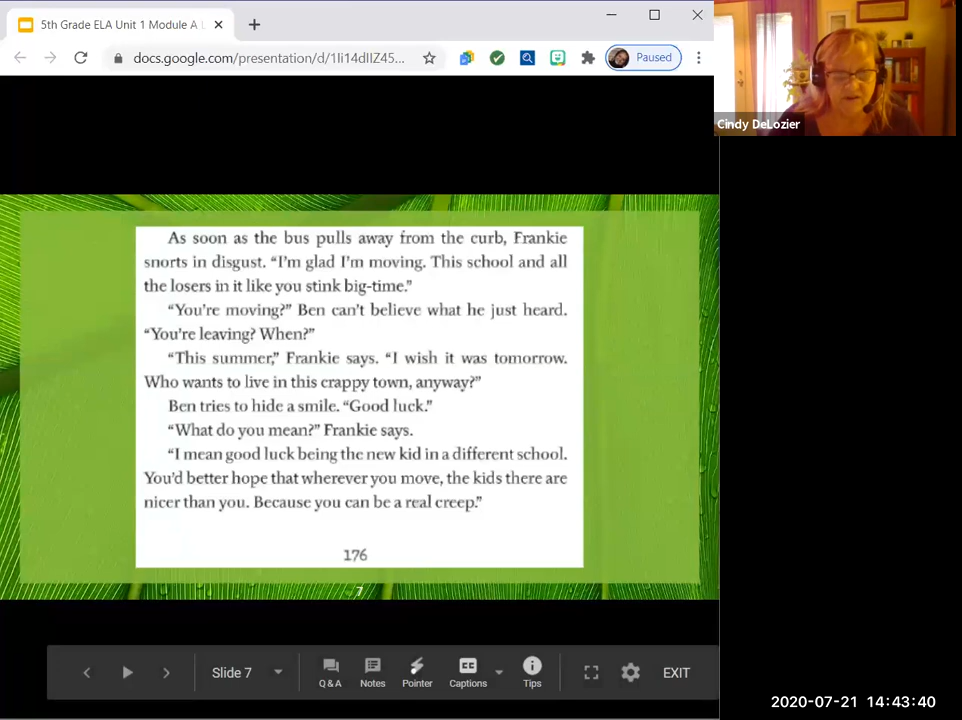 5th Grade ELA Unit 1 Module A L
docs.google.com/presentation/d/1Ii14dIIZ45...
Paused
Cindy DeLozier
As soon as the bus pulls away from the curb, Frankie
snorts in disgust. “I’m glad I’m moving. This school and all
the losers in it like you stink big-time.”
“You’re moving?” Ben can’t believe what he just heard.
“You’re leaving? When?”
“This summer,” Frankie says. “I wish it was tomorrow.
Who wants to live in this crappy town, anyway?”
Ben tries to hide a smile. “Good luck.”
“What do you mean?” Frankie says.
“I mean good luck being the new kid in a different school.
You’d better hope that wherever you move, the kids there are
nicer than you. Because you can be a real creep.”
176
7
Slide 7
Q & A
Notes
Pointer
CC
Captions
Tips
EXIT
2020-07-21 14:43:40